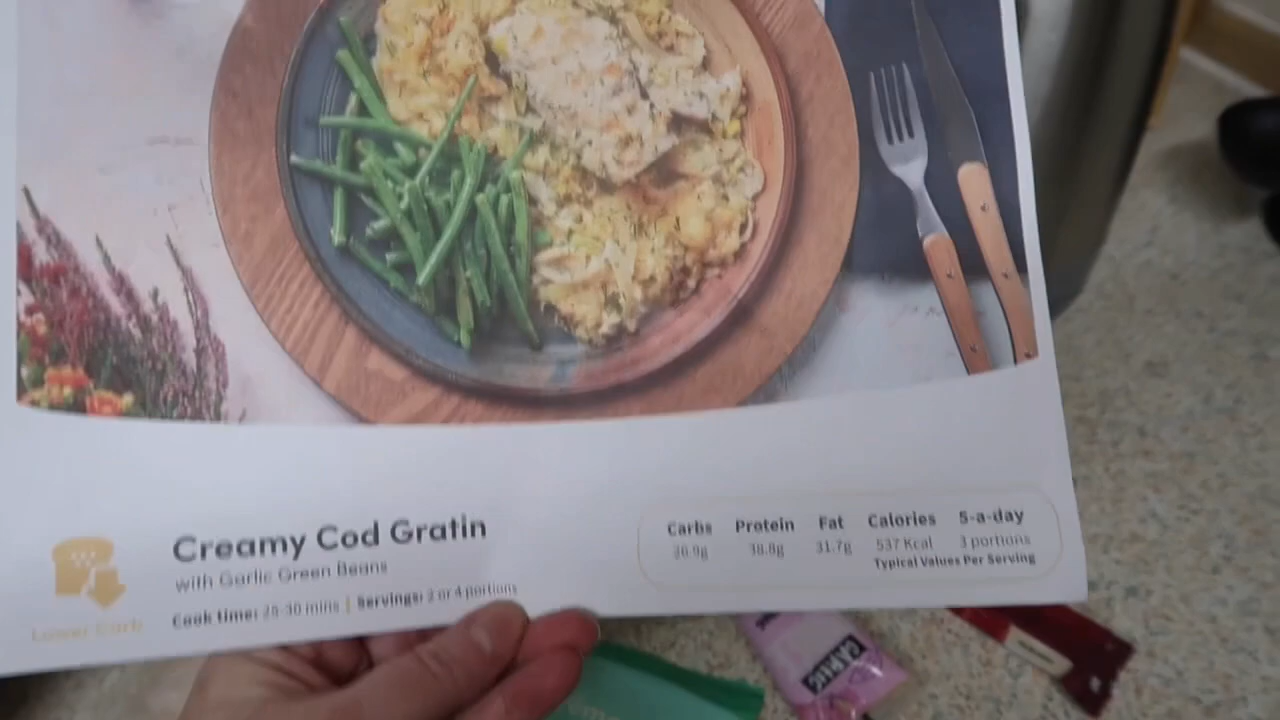 Creamy Cod Gratin
with Garlic Green Beans
Cook time: 25-30 mins | Servings: 2 or 4 portions
Lower Carb
Carbs Protein Fat Calories 5-a-day
38.8g 31.7g 537 Kcal 3 portions
Typical Values Per Serving